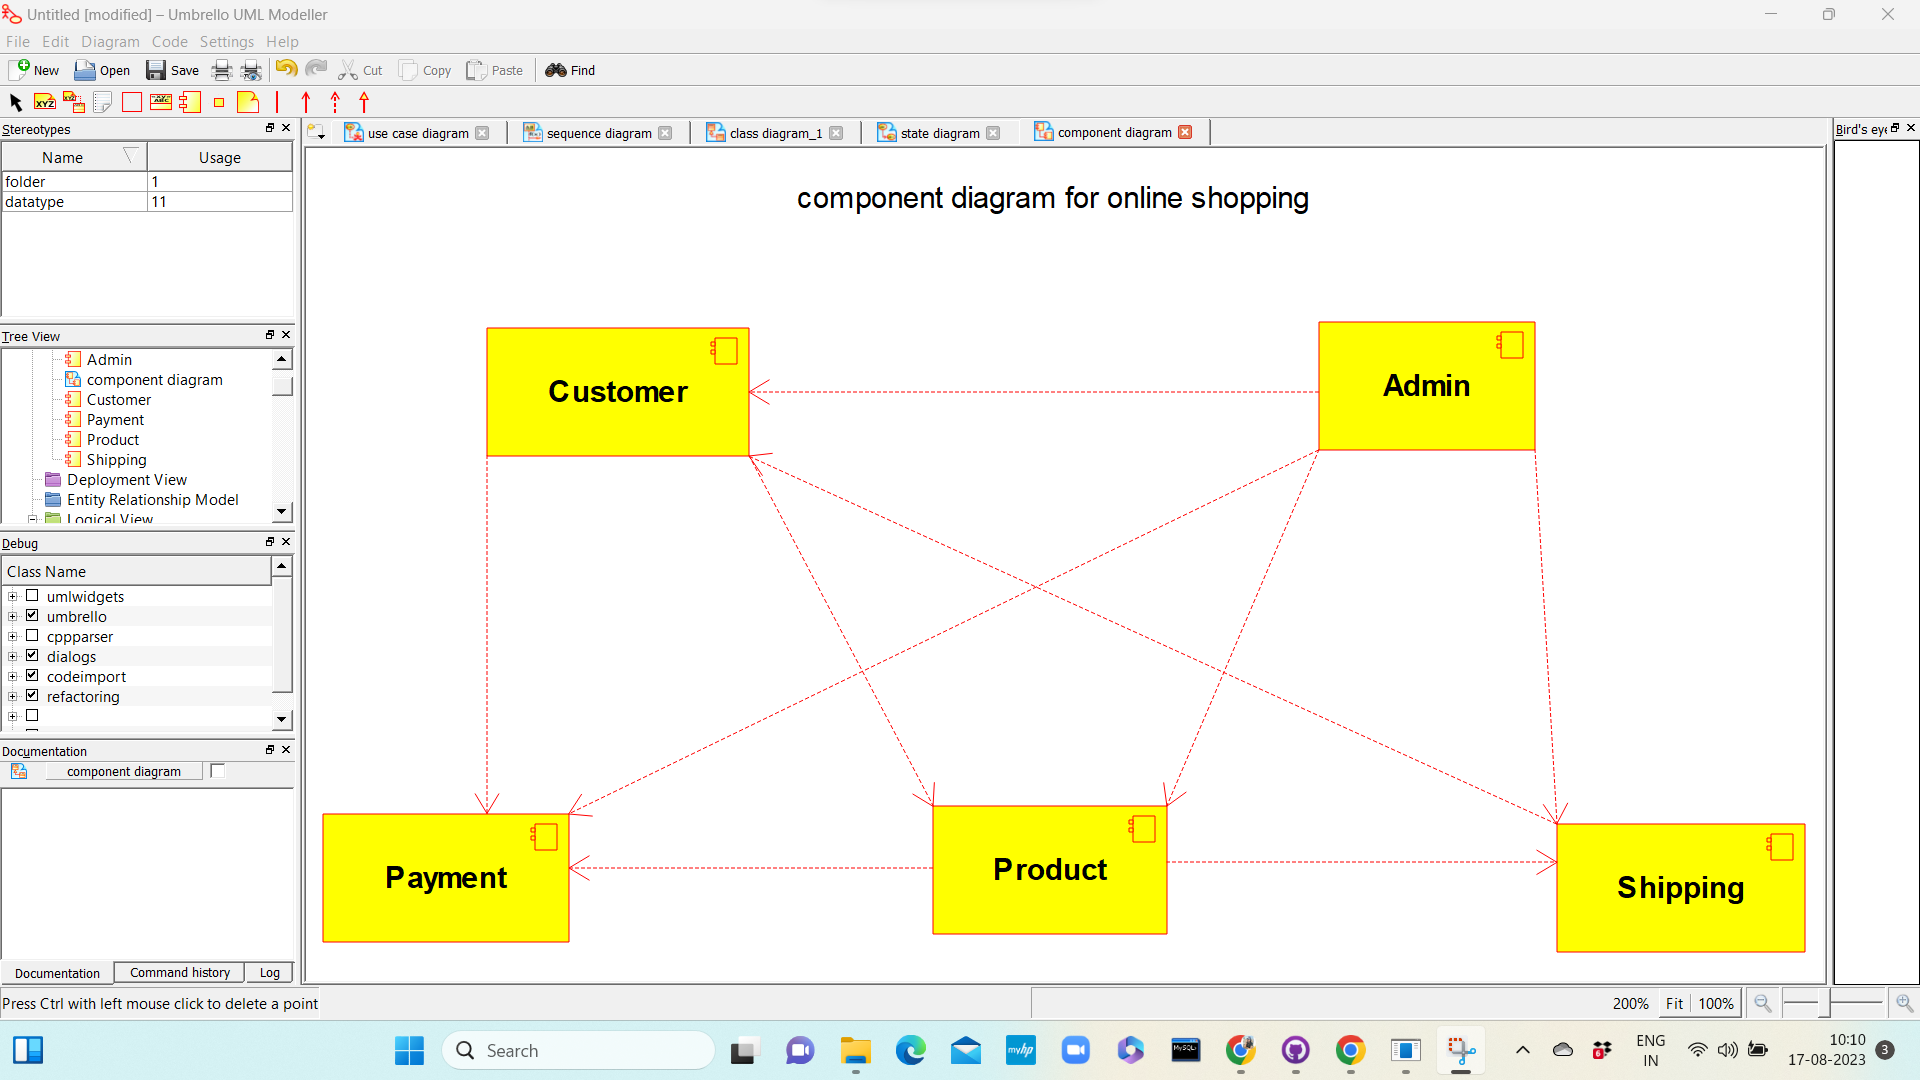 Untitled [modified] – Umbrello UML Modeller
File Edit Diagram Code Settings Help
New Open Save Cut Copy Paste Find
XYZ
Stereotypes
use case diagram
sequence diagram
class diagram_1
state diagram
component diagram
Bird's eye
Name Usage
folder 1
datatype 11
component diagram for online shopping
Tree View
Admin
component diagram
Customer
Payment
Product
Shipping
Deployment View
Entity Relationship Model
Logical View
Customer
Admin
Debug
Class Name
umlwidgets
umbrello
cppparser
dialogs
codeimport
refactoring
Documentation
component diagram
Payment
Product
Shipping
Documentation Command history Log
Press Ctrl with left mouse click to delete a point
200% Fit 100%
Search
myhp
MySQL
6
ENG
IN
10:10
17-08-2023
3